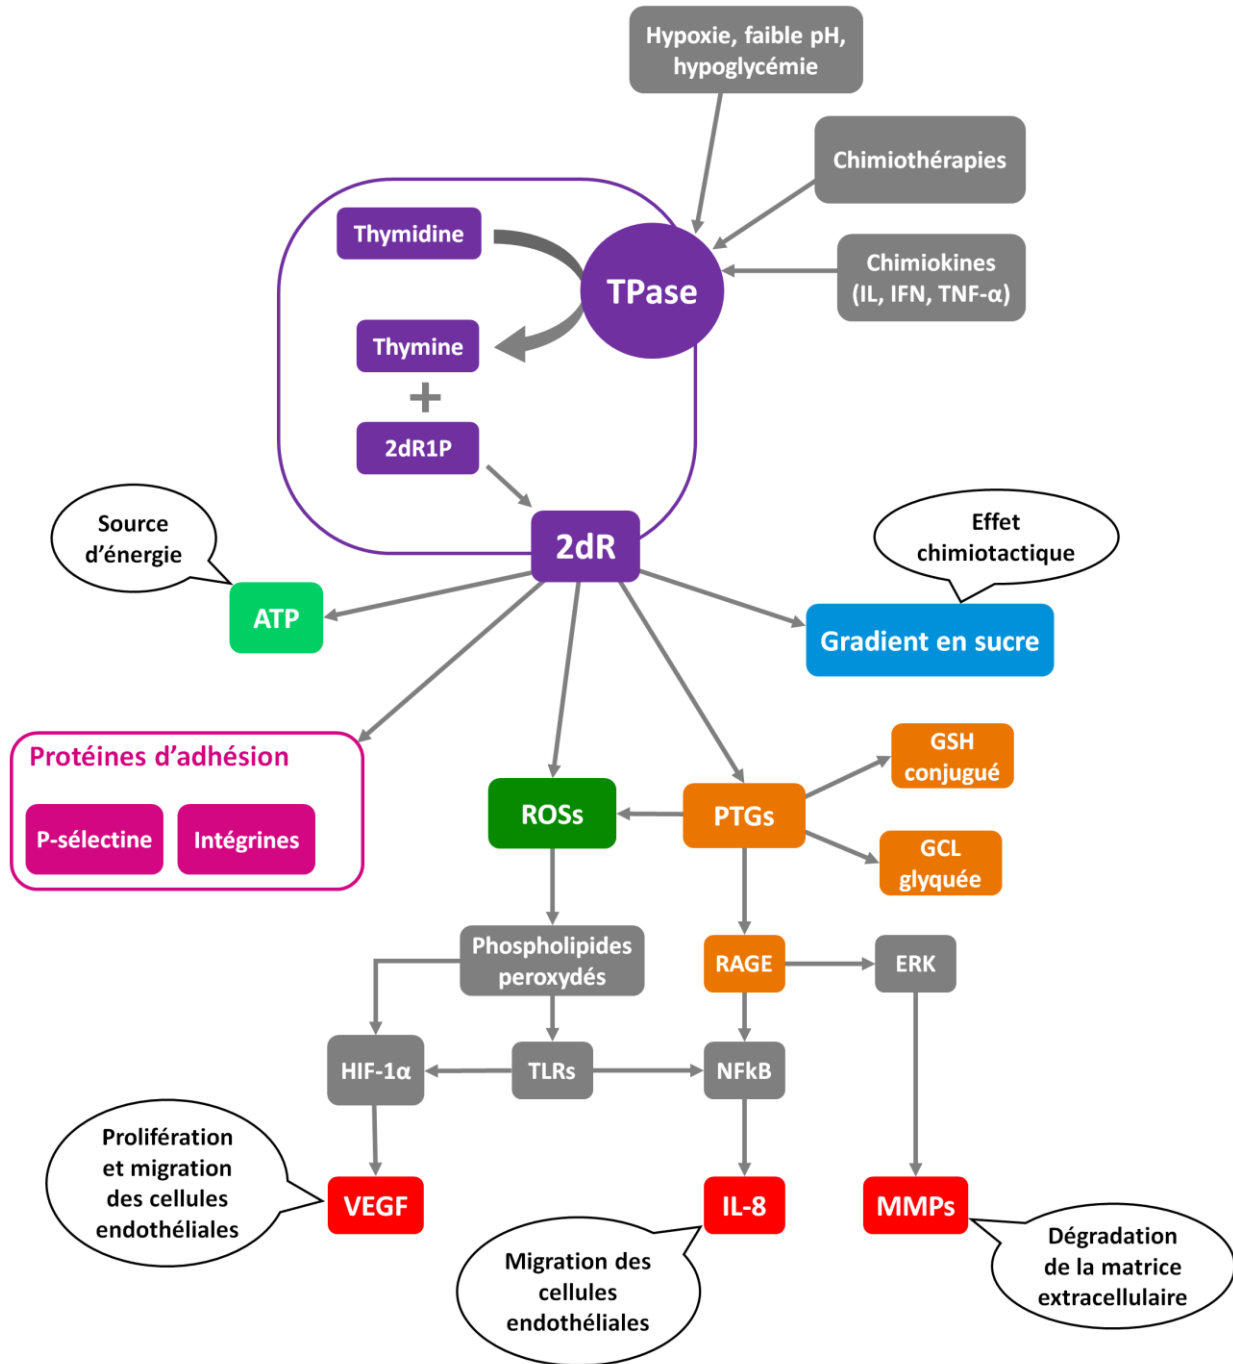 Hypoxie, faible pH,
hypoglycémie
Chimiothérapies
Thymidine
TPase
Chimiokines
(IL, IFN, TNF-α)
Thymine
+
2dR1P
Source
d'énergie
2dR
Effet
chimiotactique
ATP
Gradient en sucre
Protéines d'adhésion
P-sélectine
Intégrines
ROSs
PTGs
GSH
conjugué
GCL
glyquée
Phospholipides
peroxydés
RAGE
ERK
HIF-1α
TLRs
NFkB
Prolifération
et migration
des cellules
endothéliales
VEGF
IL-8
MMPs
Migration des
cellules
endothéliales
Dégradation
de la matrice
extracellulaire